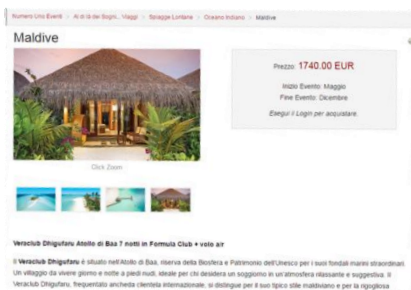 Numero Uno Eventi > Al di là dei Sogni... Viaggi > Spiagge Lontane > Oceano Indiano > Maldive
Maldive
Prezzo: 1740.00 EUR
Inizio Evento: Maggio
Fine Evento: Dicembre
Esegui il Login per acquistare.
Click Zoom
Veraclub Dhigufaru Atollo di Baa 7 notti in Formula Club + volo air
Il Veraclub Dhigufaru è situato nell'Atollo di Baa, riserva della Biosfera e Patrimonio dell'Unesco per i suoi fondali marini straordinari.
Un villaggio da vivere giorno e notte a piedi nudi, ideale per chi desidera un soggiorno in un'atmosfera rilassante e suggestiva. Il
Veraclub Dhigufaru, frequentato ancheda clientela internazionale, si distingue per il suo tipico stile maldiviano e per la rigogliosa